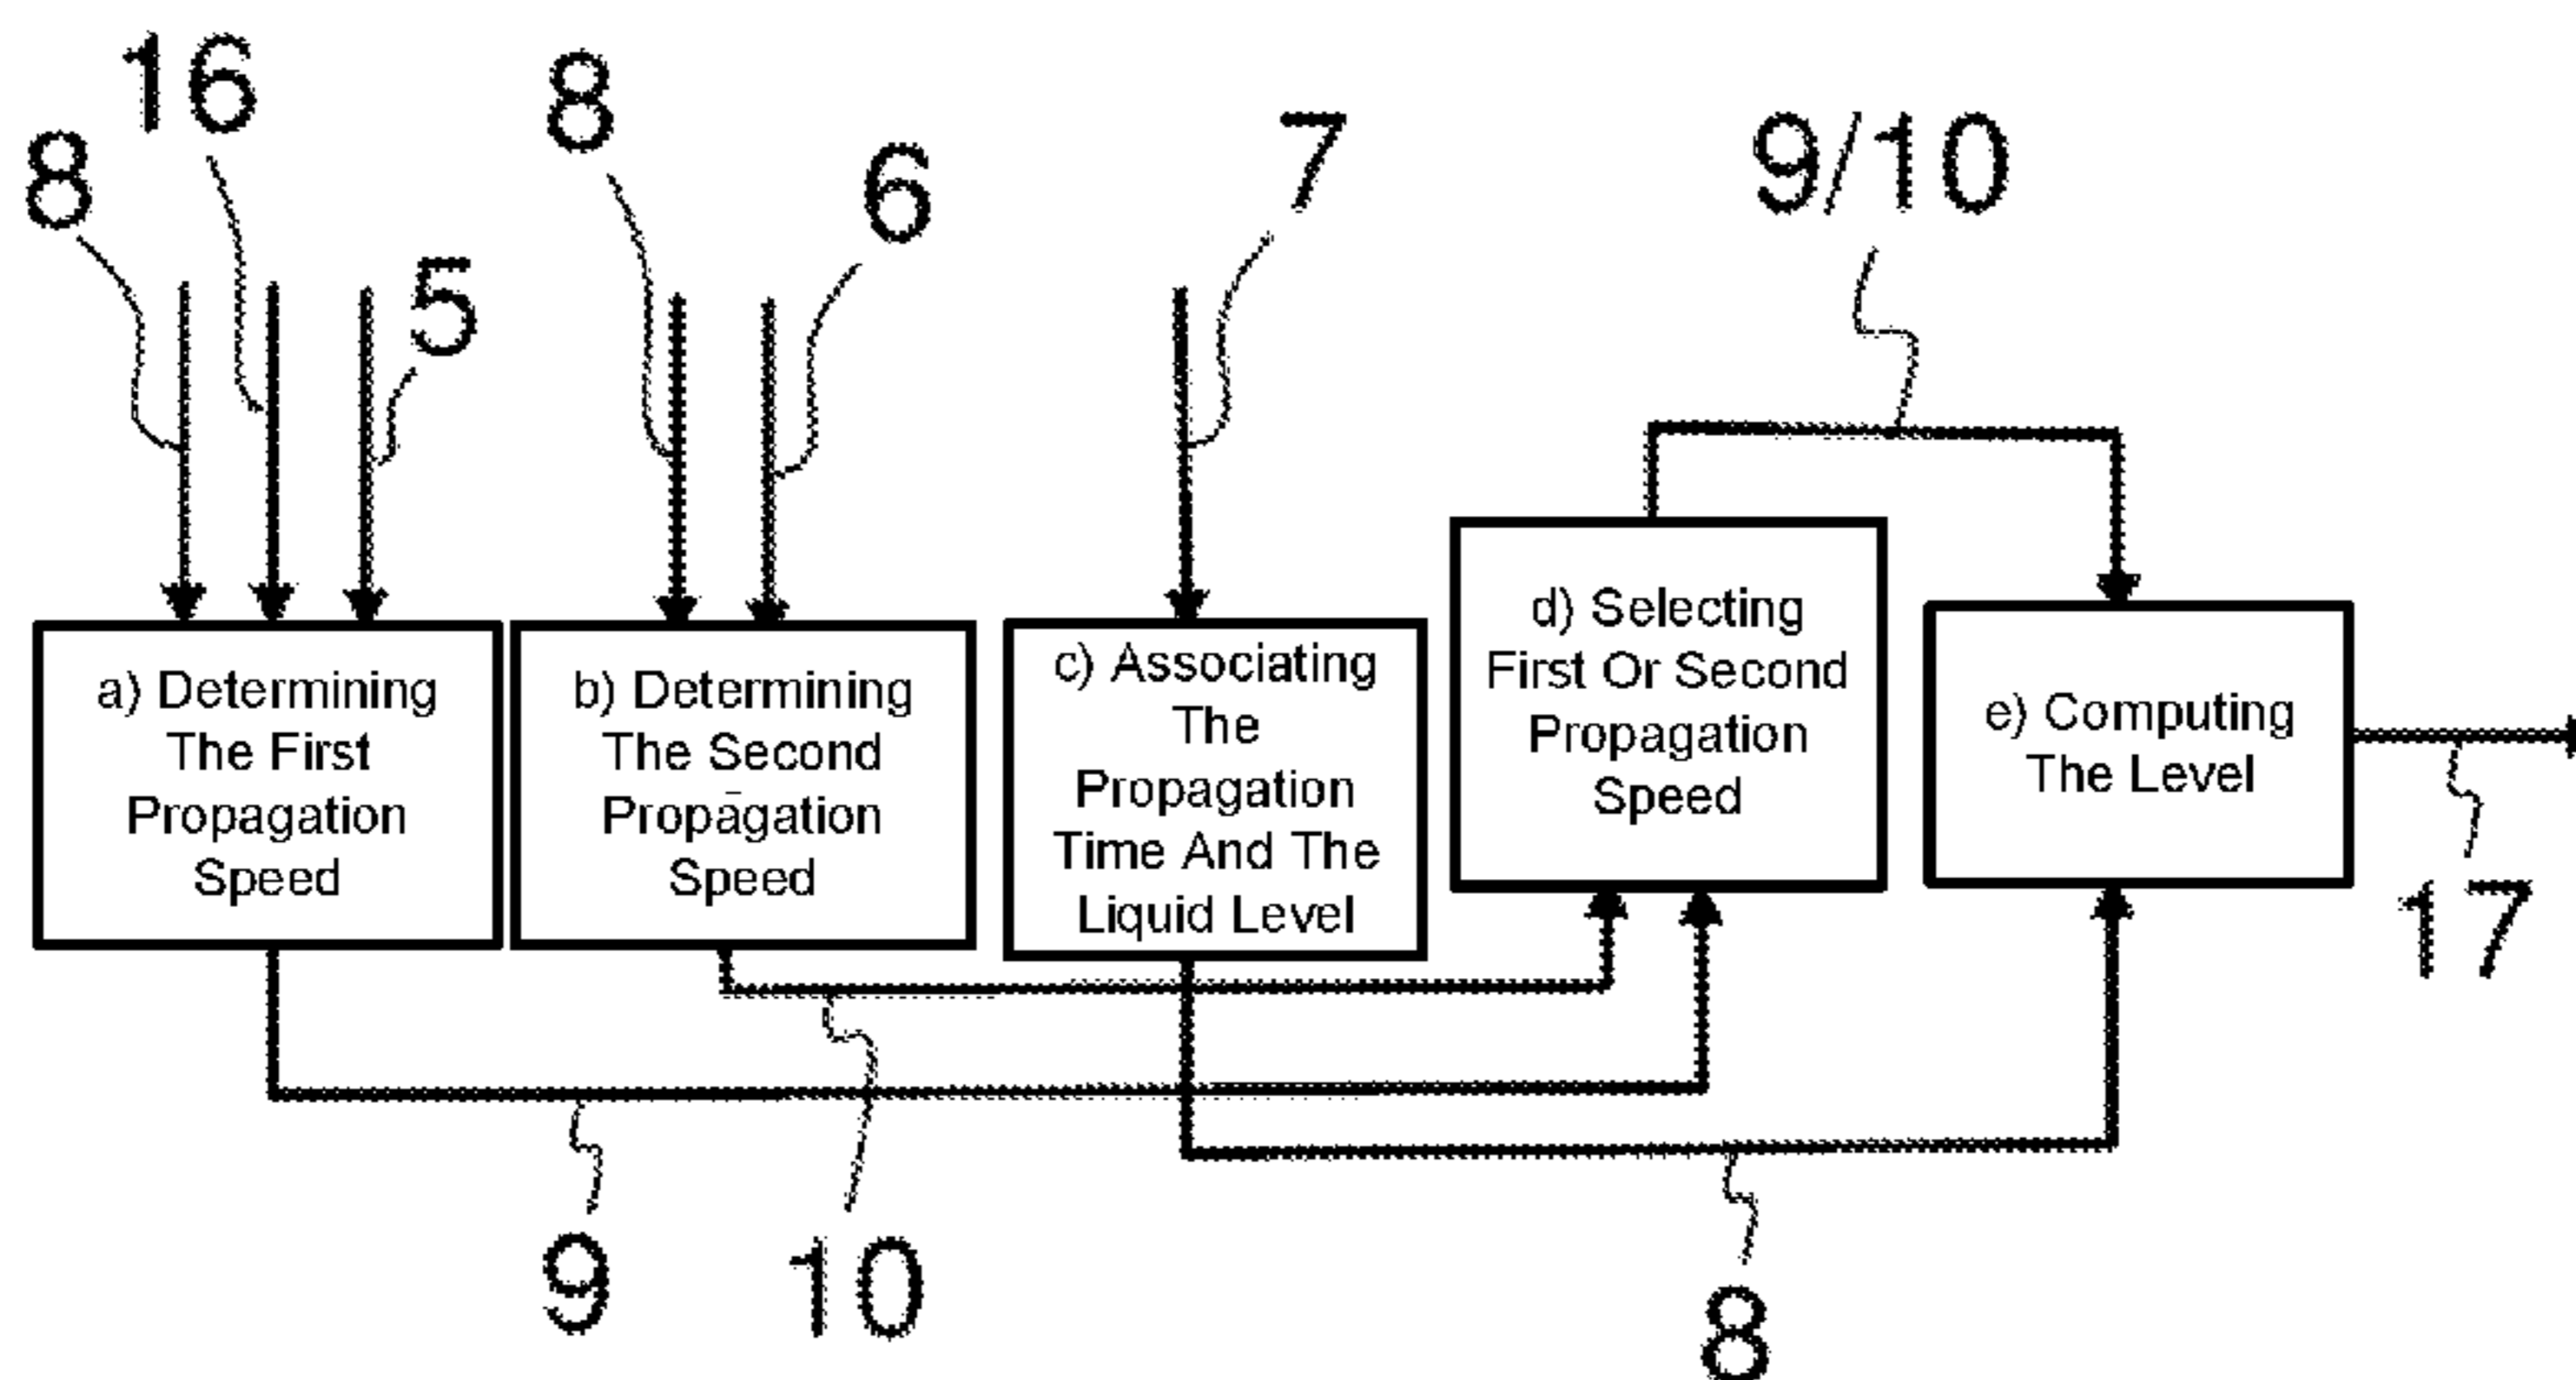 16
8
8
6
7
9/10
5
a) Determining
The First
Propagation
Speed
b) Determining
The Second
Propagation
Speed
c) Associating
The
Propagation
Time And The
Liquid Level
d) Selecting
First Or Second
Propagation
Speed
e) Computing
The Level
17
9
10
8